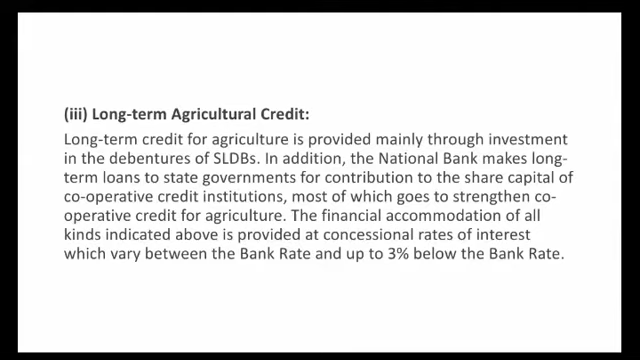 (iii) Long-term Agricultural Credit:
Long-term credit for agriculture is provided mainly through investment
in the debentures of SLDBs. In addition, the National Bank makes long-
term loans to state governments for contribution to the share capital of
co-operative credit institutions, most of which goes to strengthen co-
operative credit for agriculture. The financial accommodation of all
kinds indicated above is provided at concessional rates of interest
which vary between the Bank Rate and up to 3% below the Bank Rate.